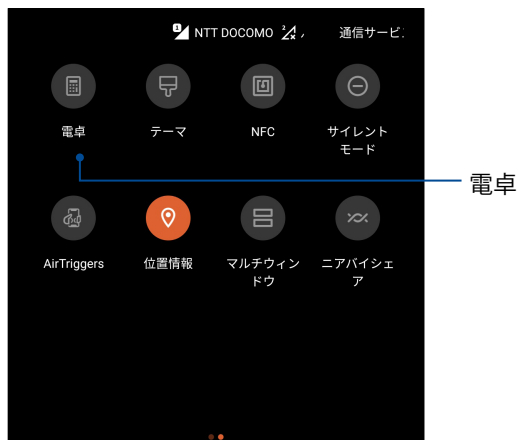 1 NTT DOCOMO 2 通信サービ
電卓 テーマ NFC サイレント
モード
電卓
AirTriggers 位置情報 マルチウィン ニアバイシェ
ドウ ア